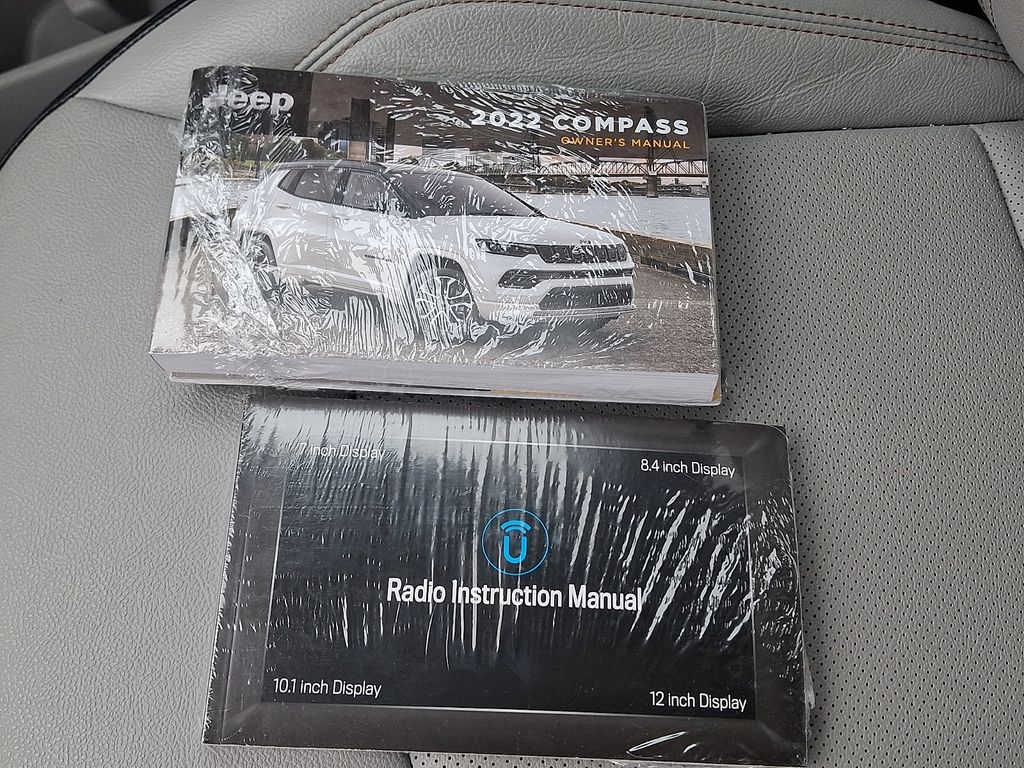 Jeep
2022 COMPASS
OWNER'S MANUAL
7 inch Display
8.4 inch Display
U
Radio Instruction Manual
10.1 inch Display
12 inch Display